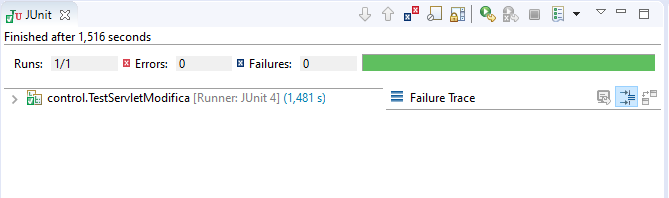 JUnit
Finished after 1,516 seconds
Runs: 1/1 Errors: 0 Failures: 0
control.TestServletModifica [Runner: JUnit 4] (1,481 s)
Failure Trace